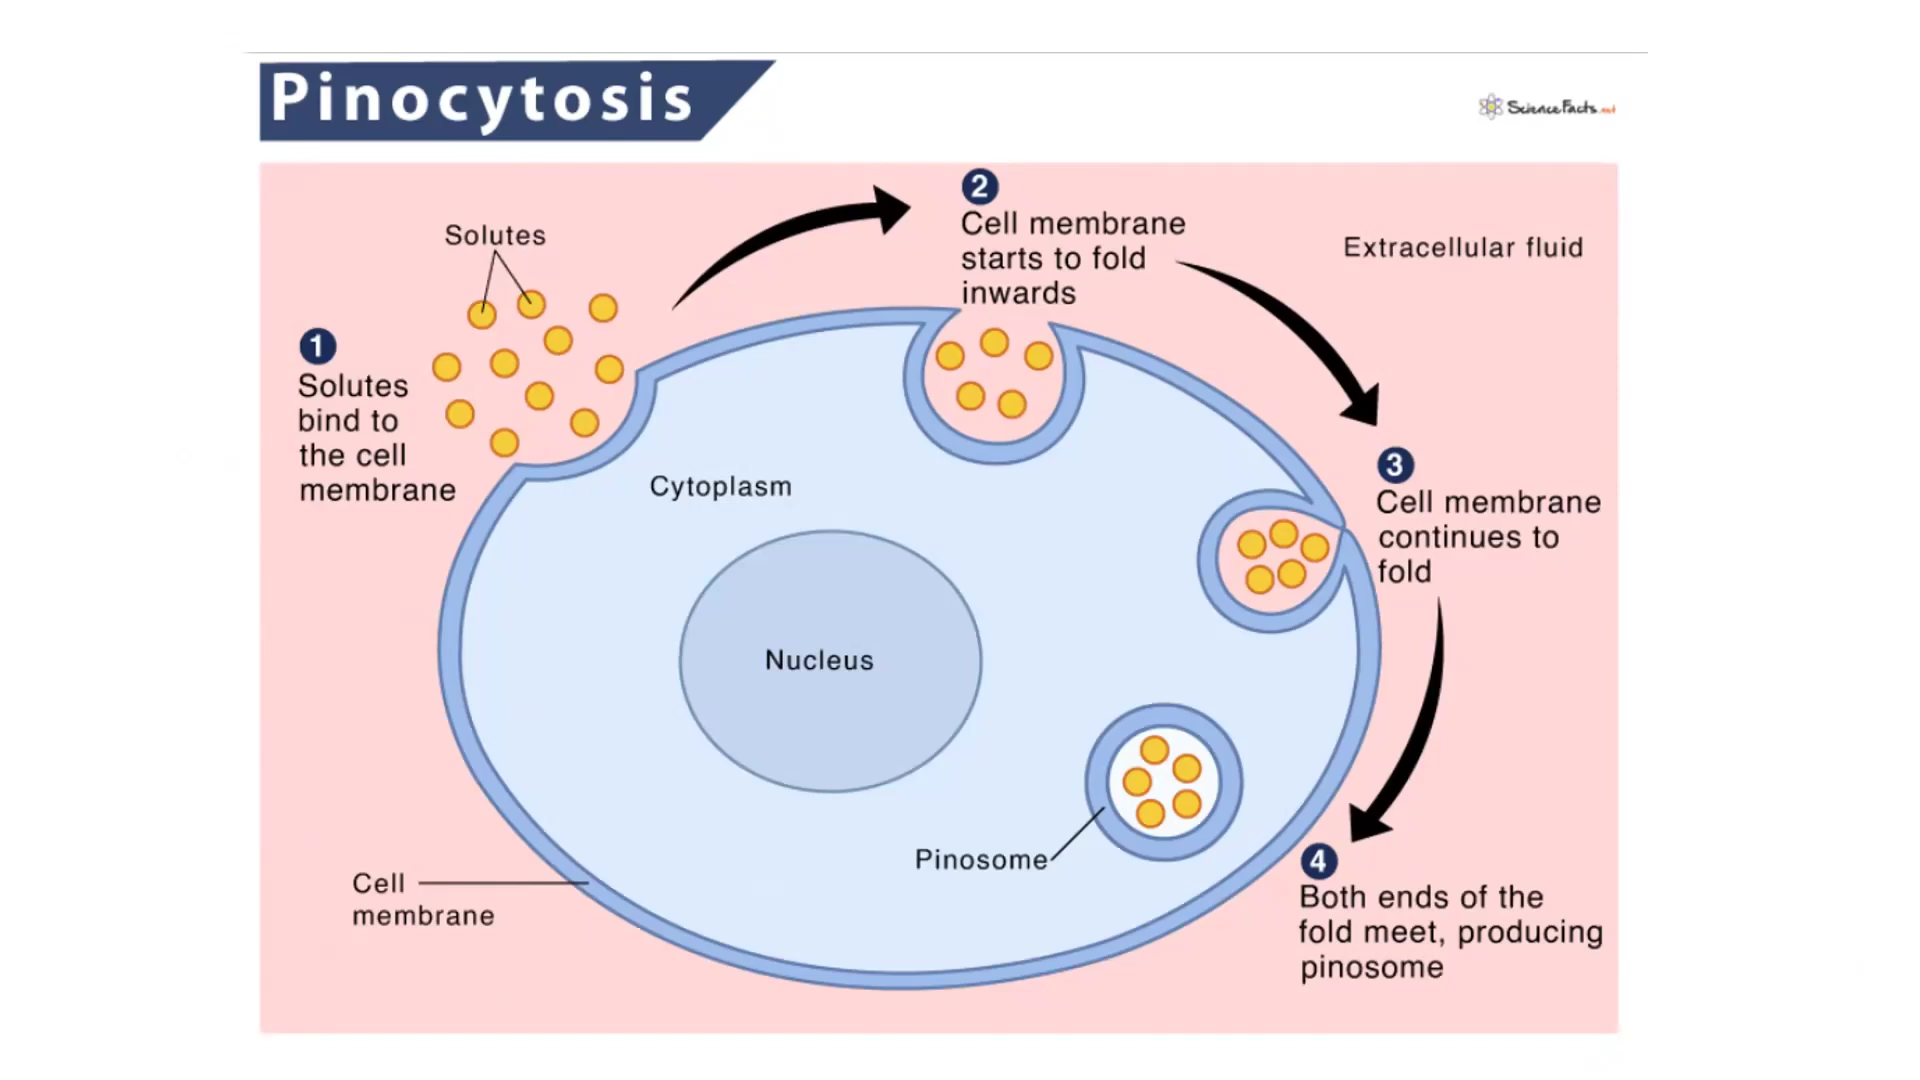 Pinocytosis
ScienceFacts.net
Solutes
1
Solutes
bind to
the cell
membrane
2
Cell membrane
starts to fold
inwards
Extracellular fluid
3
Cell membrane
continues to
fold
Cytoplasm
Nucleus
Pinosome
Cell
membrane
4
Both ends of the
fold meet, producing
pinosome